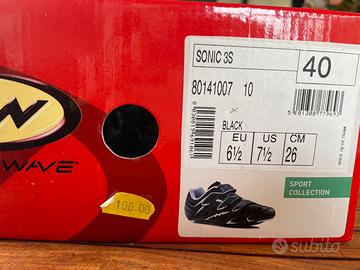 SONIC 3S
40
80141007 10
BLACK
EU US CM
6½ 7½ 26
WAVE®
100.00
SPORT
COLLECTION
subito